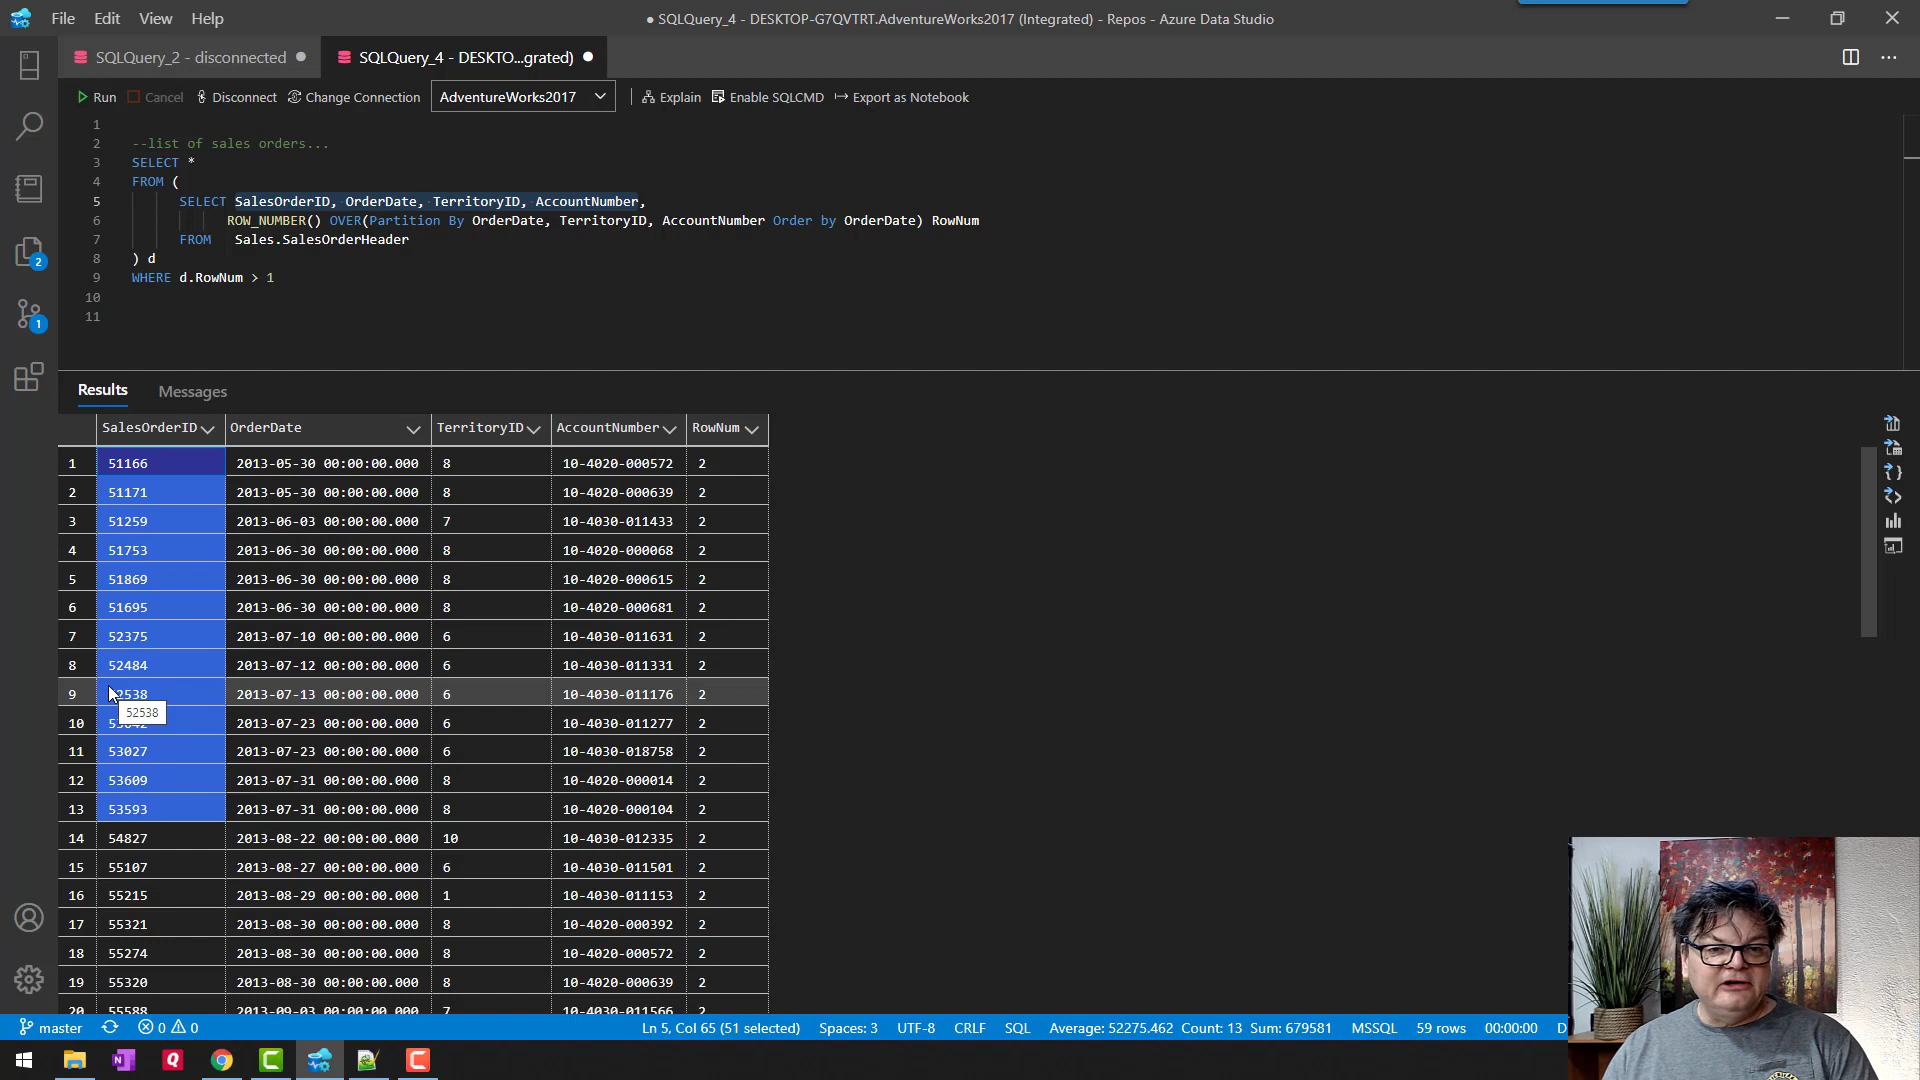 File Edit View Help
● SQLQuery_4 - DESKTOP-G7QVTRT.AdventureWorks2017 (Integrated) - Repos - Azure Data Studio
SQLQuery_2 - disconnected
SQLQuery_4 - DESKTO...grated)
Run Cancel Disconnect Change Connection AdventureWorks2017 Explain Enable SQLCMD Export as Notebook
1
2 --list of sales orders...
3 SELECT *
4 FROM (
5 SELECT SalesOrderID, OrderDate, TerritoryID, AccountNumber,
6 ROW_NUMBER() OVER(Partition By OrderDate, TerritoryID, AccountNumber Order by OrderDate) RowNum
7 FROM Sales.SalesOrderHeader
8 ) d
9 WHERE d.RowNum > 1
10
11
2
1
Results Messages
SalesOrderID OrderDate TerritoryID AccountNumber RowNum
1 51166 2013-05-30 00:00:00.000 8 10-4020-000572 2
2 51171 2013-05-30 00:00:00.000 8 10-4020-000639 2
3 51259 2013-06-03 00:00:00.000 7 10-4030-011433 2
4 51753 2013-06-30 00:00:00.000 8 10-4020-000068 2
5 51869 2013-06-30 00:00:00.000 8 10-4020-000615 2
6 51695 2013-06-30 00:00:00.000 8 10-4020-000681 2
7 52375 2013-07-10 00:00:00.000 6 10-4030-011631 2
8 52484 2013-07-12 00:00:00.000 6 10-4030-011331 2
9 52538 2013-07-13 00:00:00.000 6 10-4030-011176 2
52538
10 2013-07-23 00:00:00.000 6 10-4030-011277 2
11 53027 2013-07-23 00:00:00.000 6 10-4030-018758 2
12 53609 2013-07-31 00:00:00.000 8 10-4020-000014 2
13 53593 2013-07-31 00:00:00.000 8 10-4020-000104 2
14 54827 2013-08-22 00:00:00.000 10 10-4030-012335 2
15 55107 2013-08-27 00:00:00.000 6 10-4030-011501 2
16 55215 2013-08-29 00:00:00.000 1 10-4030-011153 2
17 55321 2013-08-30 00:00:00.000 8 10-4020-000392 2
18 55274 2013-08-30 00:00:00.000 8 10-4020-000572 2
19 55320 2013-08-30 00:00:00.000 8 10-4020-000639 2
20 55588 2013-09-03 00:00:00.000 7 10-4030-011566 2
master 0 0 Ln 5, Col 65 (51 selected) Spaces: 3 UTF-8 CRLF SQL Average: 52275.462 Count: 13 Sum: 679581 MSSQL 59 rows 00:00:00 D